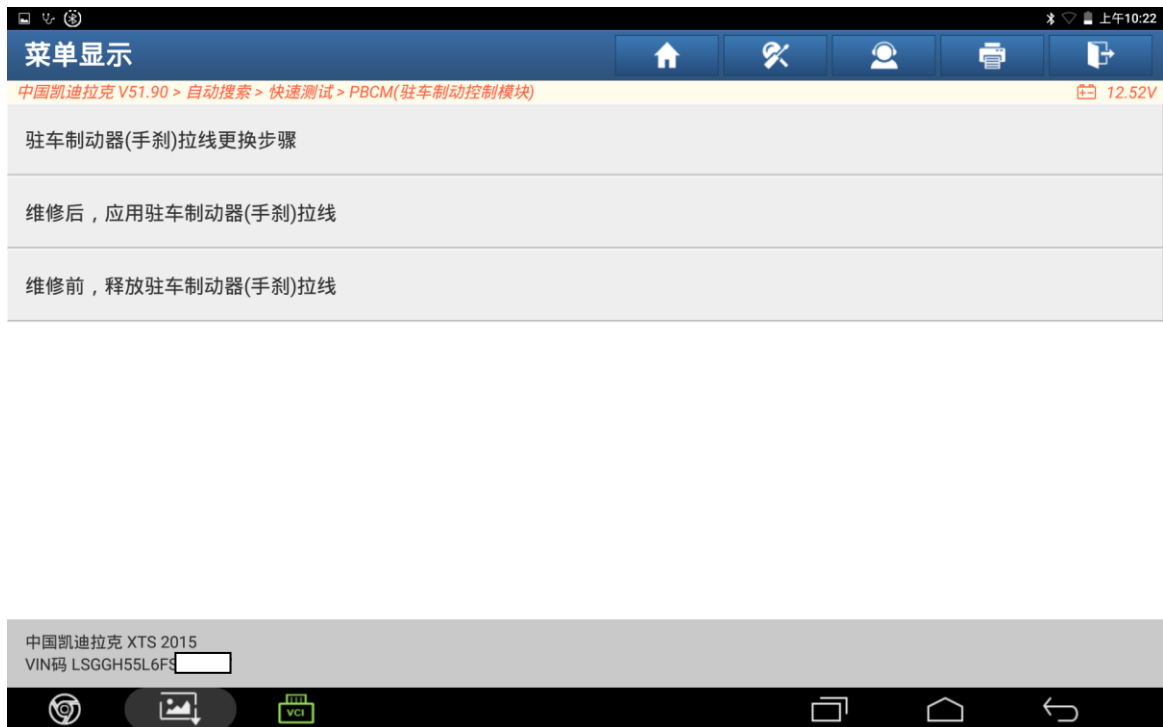 上午10:22
菜单显示
中国凯迪拉克 V51.90 > 自动搜索 > 快速测试 > PBCM(驻车制动控制模块) 12.52V
驻车制动器(手刹)拉线更换步骤
维修后，应用驻车制动器(手刹)拉线
维修前，释放驻车制动器(手刹)拉线
中国凯迪拉克 XTS 2015
VIN码 LSGGH55L6FS
VCI